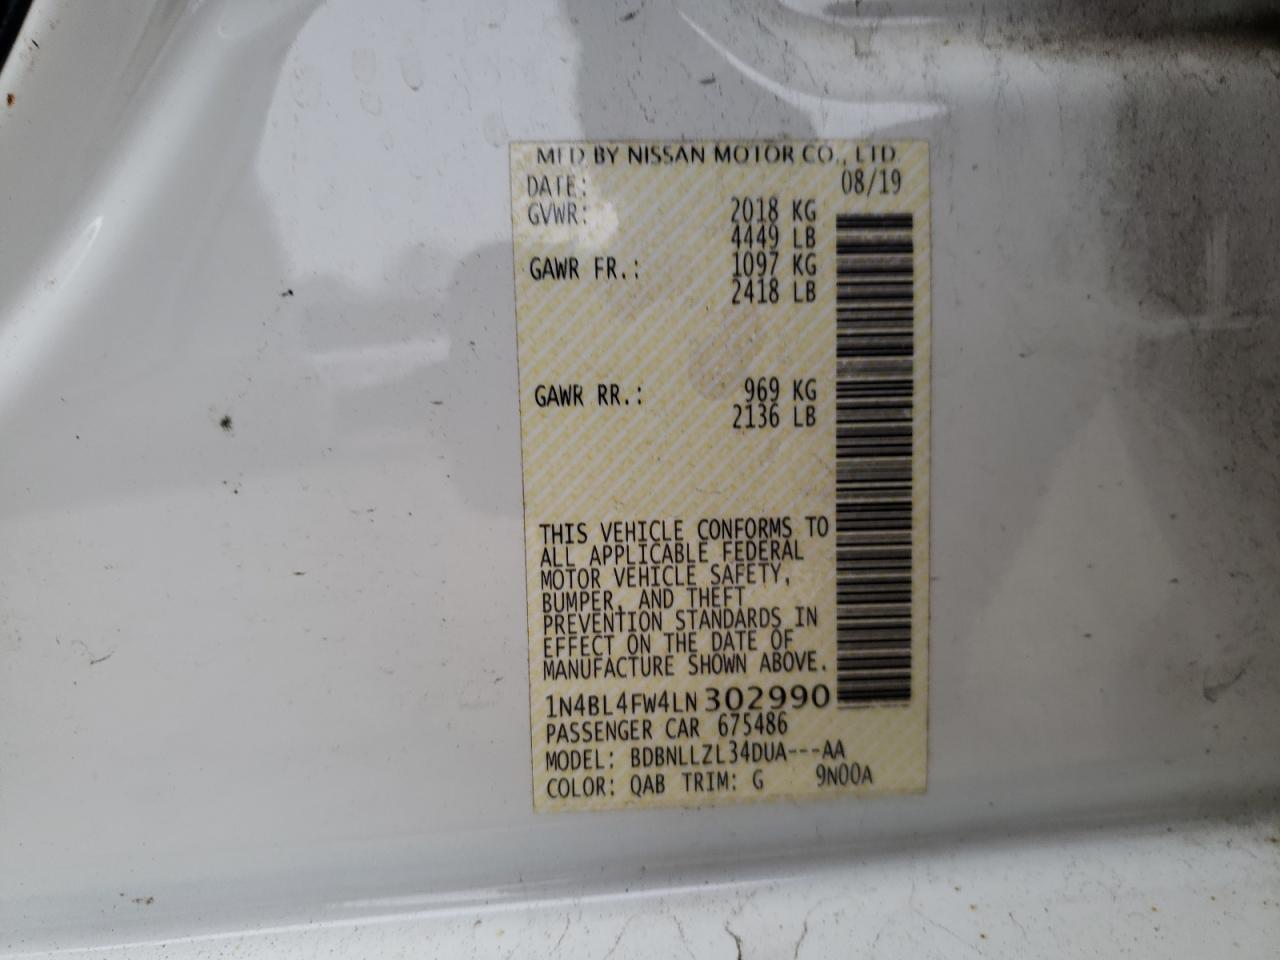 MFD BY NISSAN MOTOR CO., LTD.
DATE: 08/19
GVWR: 2018 KG
4449 LB
GAWR FR.: 1097 KG
2418 LB
GAWR RR.: 969 KG
2136 LB
THIS VEHICLE CONFORMS TO
ALL APPLICABLE FEDERAL
MOTOR VEHICLE SAFETY,
BUMPER, AND THEFT
PREVENTION STANDARDS IN
EFFECT ON THE DATE OF
MANUFACTURE SHOWN ABOVE.
1N4BL4FW4LN302990
PASSENGER CAR 675486
MODEL: BDBNLLZL34DUA---AA
COLOR: QAB TRIM: G 9N00A